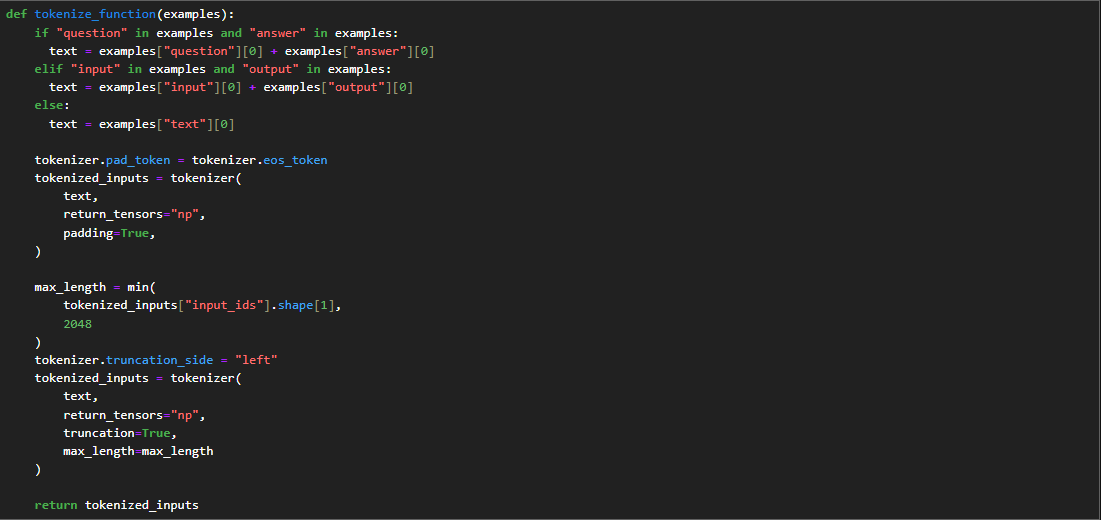 def tokenize_function(examples):
    if "question" in examples and "answer" in examples:
      text = examples["question"][0] + examples["answer"][0]
    elif "input" in examples and "output" in examples:
      text = examples["input"][0] + examples["output"][0]
    else:
      text = examples["text"][0]

    tokenizer.pad_token = tokenizer.eos_token
    tokenized_inputs = tokenizer(
        text,
        return_tensors="np",
        padding=True,
    )

    max_length = min(
        tokenized_inputs["input_ids"].shape[1],
        2048
    )
    tokenizer.truncation_side = "left"
    tokenized_inputs = tokenizer(
        text,
        return_tensors="np",
        truncation=True,
        max_length=max_length
    )

    return tokenized_inputs